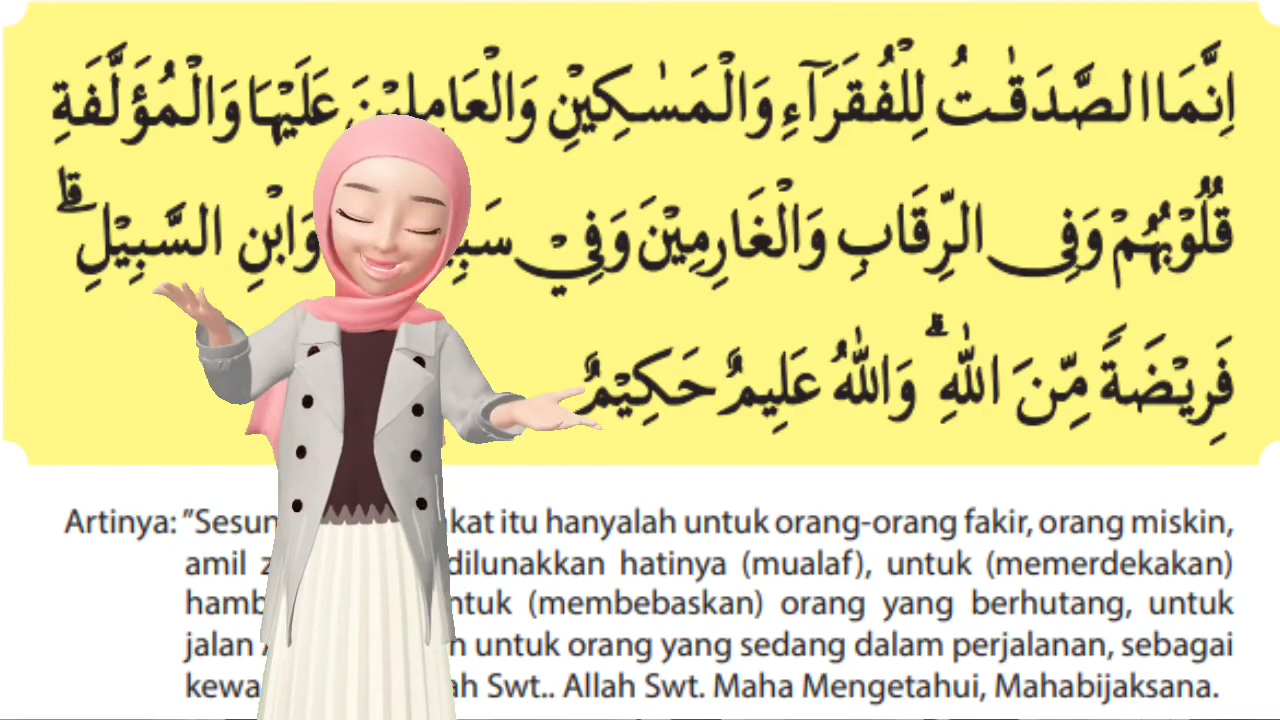 اِنَّمَا الصَّدَقٰتُ لِلْفُقَرَآءِ وَالْمَسٰكِيْنِ وَالْعَامِلِيْنَ عَلَيْهَا وَالْمُؤَلَّفَةِ
قُلُوْبُهُمْ وَفِى الرِّقَابِ وَالْغَارِمِيْنَ وَفِيْ وَابْنِ السَّبِيْلِ ۗ
فَرِيْضَةً مِّنَ اللّٰهِ ۗ وَاللّٰهُ عَلِيْمٌ حَكِيْمٌ
Artinya: "Sesun kat itu hanyalah untuk orang-orang fakir, orang miskin,
amil dilunakkan hatinya (mualaf), untuk (memerdekakan)
hamb ntuk (membebaskan) orang yang berhutang, untuk
jalan n untuk orang yang sedang dalam perjalanan, sebagai
kewa ah Swt.. Allah Swt. Maha Mengetahui, Mahabijaksana.